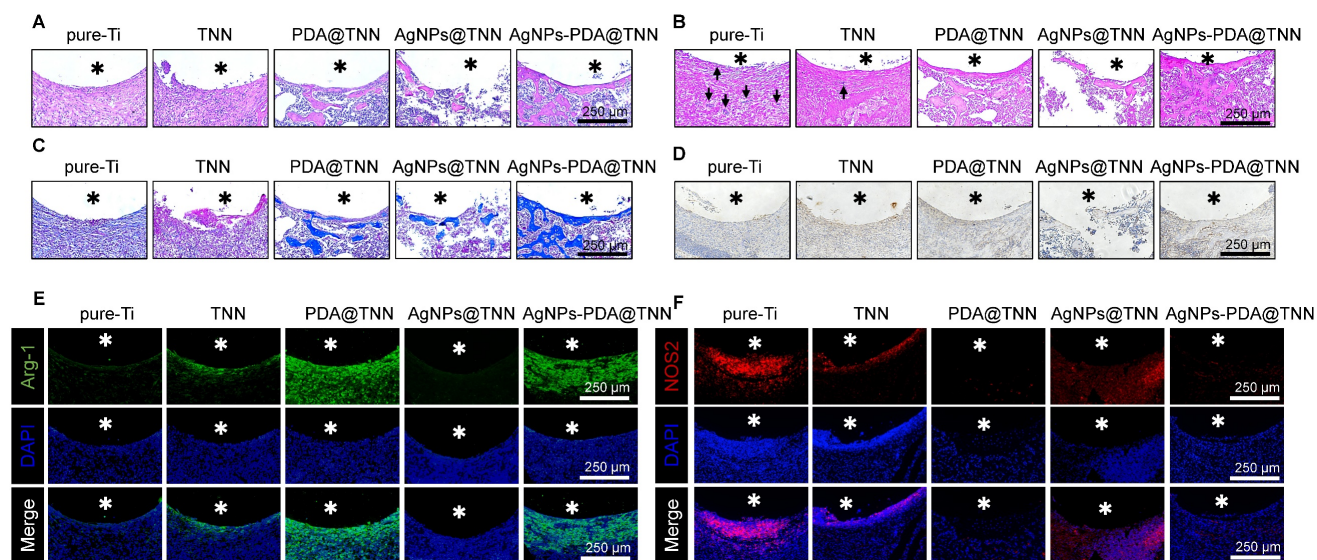 A
pure-Ti TNN PDA@TNN AgNPs@TNN AgNPs-PDA@TNN
* * * * *
250 µm
B
pure-Ti TNN PDA@TNN AgNPs@TNN AgNPs-PDA@TNN
* * * * *
250 µm
C
pure-Ti TNN PDA@TNN AgNPs@TNN AgNPs-PDA@TNN
* * * * *
250 µm
D
pure-Ti TNN PDA@TNN AgNPs@TNN AgNPs-PDA@TNN
* * * * *
250 µm
E
pure-Ti TNN PDA@TNN AgNPs@TNN AgNPs-PDA@TNN
Arg-1
* * * * *
250 µm
DAPI
* * * * *
250 µm
Merge
* * * * *
250 µm
F
pure-Ti TNN PDA@TNN AgNPs@TNN AgNPs-PDA@TNN
NOS2
* * * * *
250 µm
DAPI
* * * * *
250 µm
Merge
* * * * *
250 µm